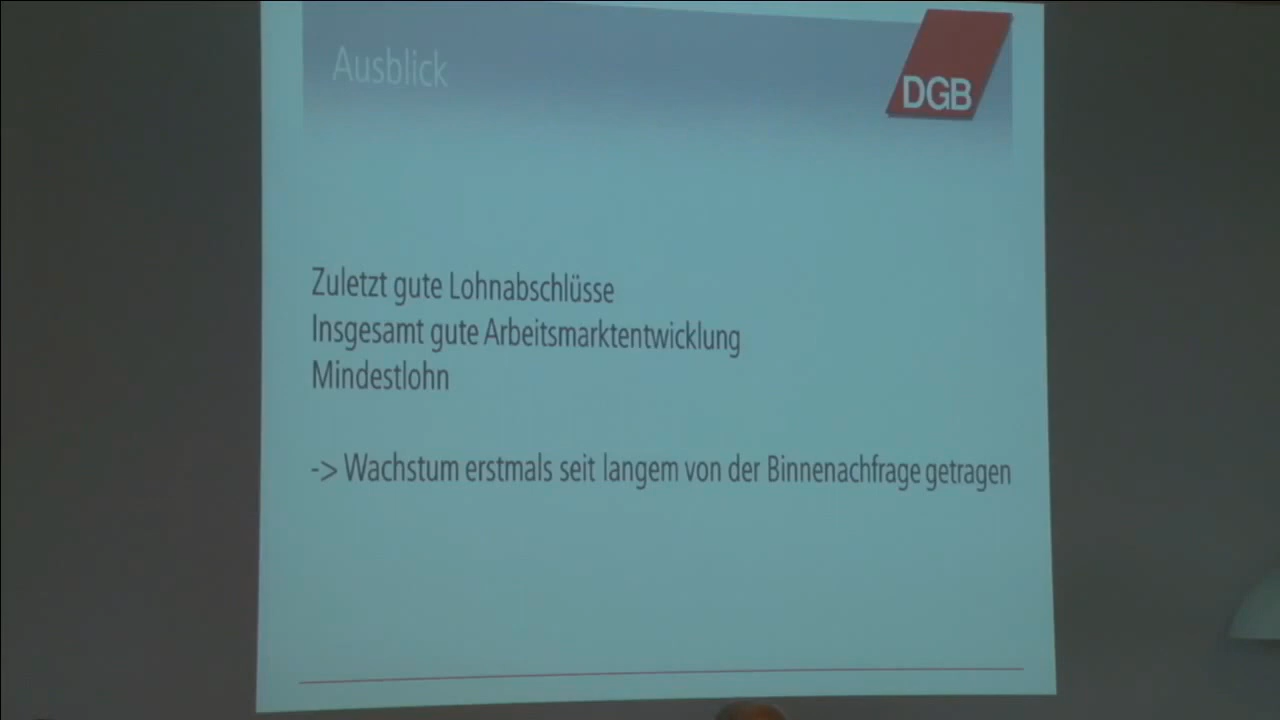 Ausblick
DGB
Zuletzt gute Lohnabschlüsse
Insgesamt gute Arbeitsmarktentwicklung
Mindestlohn
-> Wachstum erstmals seit langem von der Binnenachfrage getragen